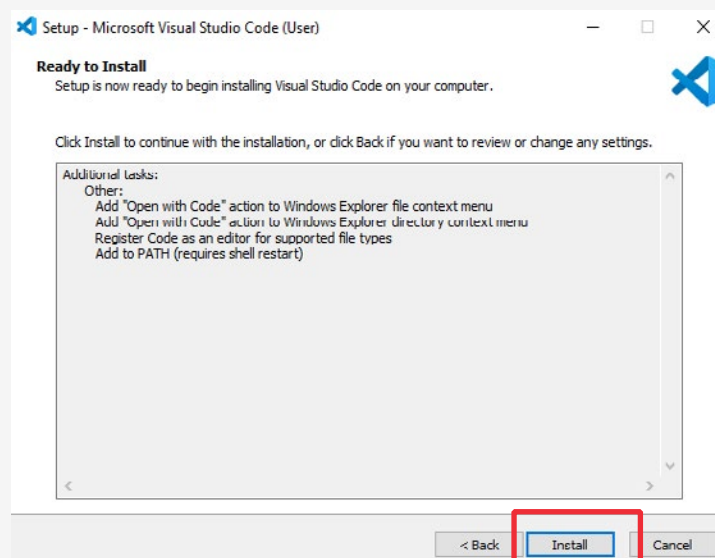 Setup - Microsoft Visual Studio Code (User)
Ready to Install
Setup is now ready to begin installing Visual Studio Code on your computer.
Click Install to continue with the installation, or click Back if you want to review or change any settings.
Additional tasks:
Other:
Add "Open with Code" action to Windows Explorer file context menu
Add "Open with Code" action to Windows Explorer directory context menu
Register Code as an editor for supported file types
Add to PATH (requires shell restart)
< Back Install Cancel